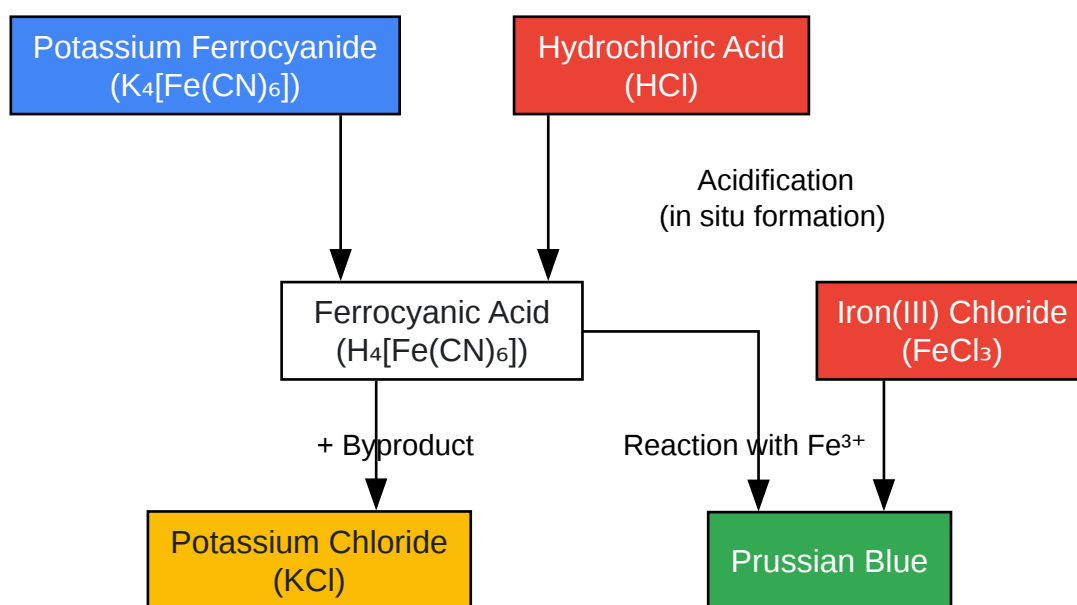 Potassium Ferrocyanide
(K₄[Fe(CN)₆])
Hydrochloric Acid
(HCl)
Acidification
(in situ formation)
Ferrocyanic Acid
(H₄[Fe(CN)₆])
Iron(III) Chloride
(FeCl₃)
+ Byproduct
Reaction with Fe³⁺
Potassium Chloride
(KCl)
Prussian Blue